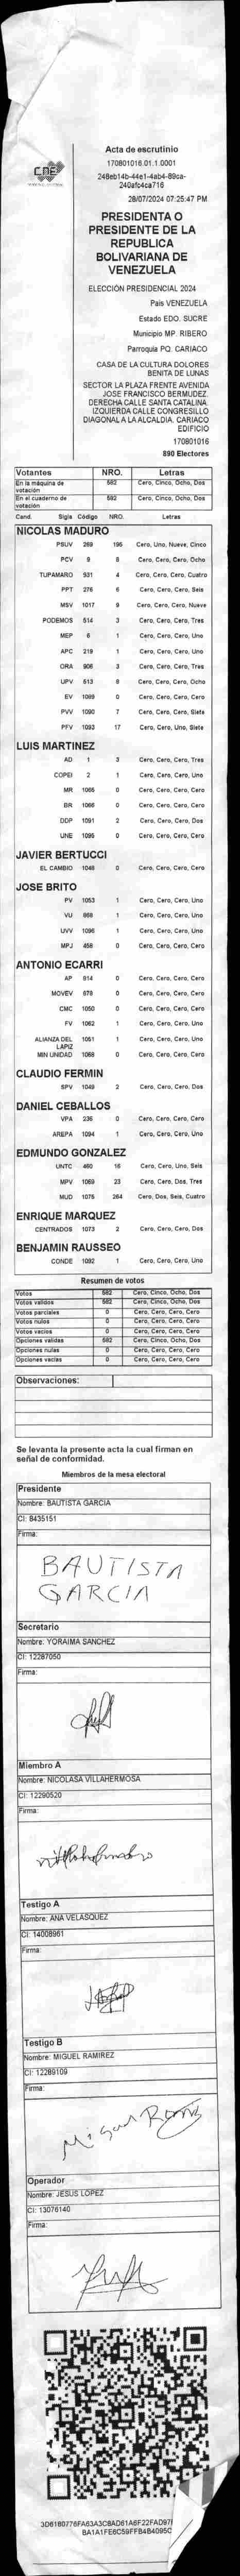 CNE
Acta de escrutinio
170801016.01.1.0001
248eb14b-44e1-4ab4-89ca-
240afc4ca716
28/07/2024 07:25:47 PM
PRESIDENTA O
PRESIDENTE DE LA
REPUBLICA
BOLIVARIANA DE
VENEZUELA
ELECCIÓN PRESIDENCIAL 2024
País VENEZUELA
Estado EDO. SUCRE
Municipio MP. RIBERO
Parroquia PQ. CARIACO
CASA DE LA CULTURA DOLORES
BENITA DE LUNAS
SECTOR LA PLAZA FRENTE AVENIDA
JOSE FRANCISCO BERMUDEZ.
DERECHA CALLE SANTA CATALINA.
IZQUIERDA CALLE CONGRESILLO
DIAGONAL A LA ALCALDIA. CARIACO
EDIFICIO
170801016
890 Electores
Votantes NRO. Letras
En la máquina de votación 582 Cero, Cinco, Ocho, Dos
En el cuaderno de votación 582 Cero, Cinco, Ocho, Dos
Cand. Sigla Código NRO. Letras
NICOLAS MADURO
PSUV 269 195 Cero, Uno, Nueve, Cinco
PCV 9 8 Cero, Cero, Cero, Ocho
TUPAMARO 531 4 Cero, Cero, Cero, Cuatro
PPT 276 6 Cero, Cero, Cero, Seis
MSV 1017 9 Cero, Cero, Cero, Nueve
PODEMOS 514 3 Cero, Cero, Cero, Tres
MEP 6 1 Cero, Cero, Cero, Uno
APC 219 1 Cero, Cero, Cero, Uno
ORA 906 3 Cero, Cero, Cero, Tres
UPV 513 8 Cero, Cero, Cero, Ocho
EV 1089 0 Cero, Cero, Cero, Cero
PVV 1090 7 Cero, Cero, Cero, Siete
PFV 1093 17 Cero, Cero, Uno, Siete
LUIS MARTINEZ
AD 1 3 Cero, Cero, Cero, Tres
COPEI 2 1 Cero, Cero, Cero, Uno
MR 1065 0 Cero, Cero, Cero, Cero
BR 1066 0 Cero, Cero, Cero, Cero
DDP 1091 2 Cero, Cero, Cero, Dos
UNE 1095 0 Cero, Cero, Cero, Cero
JAVIER BERTUCCI
EL CAMBIO 1048 0 Cero, Cero, Cero, Cero
JOSE BRITO
PV 1053 1 Cero, Cero, Cero, Uno
VU 868 1 Cero, Cero, Cero, Uno
UVV 1096 1 Cero, Cero, Cero, Uno
MPJ 458 0 Cero, Cero, Cero, Cero
ANTONIO ECARRI
AP 814 0 Cero, Cero, Cero, Cero
MOVEV 679 0 Cero, Cero, Cero, Cero
CMC 1050 0 Cero, Cero, Cero, Cero
FV 1062 1 Cero, Cero, Cero, Uno
ALIANZA DEL LAPIZ 1051 1 Cero, Cero, Cero, Uno
MIN UNIDAD 1068 0 Cero, Cero, Cero, Cero
CLAUDIO FERMIN
SPV 1049 2 Cero, Cero, Cero, Dos
DANIEL CEBALLOS
VPA 236 0 Cero, Cero, Cero, Cero
AREPA 1094 1 Cero, Cero, Cero, Uno
EDMUNDO GONZALEZ
UNTC 460 16 Cero, Cero, Uno, Seis
MPV 1069 23 Cero, Cero, Dos, Tres
MUD 1075 264 Cero, Dos, Seis, Cuatro
ENRIQUE MARQUEZ
CENTRADOS 1073 2 Cero, Cero, Cero, Dos
BENJAMIN RAUSSEO
CONDE 1092 1 Cero, Cero, Cero, Uno
Resumen de votos
Votos 582 Cero, Cinco, Ocho, Dos
Votos validos 582 Cero, Cinco, Ocho, Dos
Votos parciales 0 Cero, Cero, Cero, Cero
Votos nulos 0 Cero, Cero, Cero, Cero
Votos vacios 0 Cero, Cero, Cero, Cero
Opciones validas 582 Cero, Cinco, Ocho, Dos
Opciones nulas 0 Cero, Cero, Cero, Cero
Opciones vacias 0 Cero, Cero, Cero, Cero
Observaciones:
Se levanta la presente acta la cual firman en
señal de conformidad.
Miembros de la mesa electoral
Presidente
Nombre: BAUTISTA GARCIA
CI: 8435151
Firma:
BAUTISTA
GARCIA
Secretario
Nombre: YORAIMA SANCHEZ
CI: 12287050
Firma:
Miembro A
Nombre: NICOLASA VILLAHERMOSA
CI: 12290520
Firma:
Testigo A
Nombre: ANA VELASQUEZ
CI: 14008961
Firma:
Testigo B
Nombre: MIGUEL RAMIREZ
CI: 12289109
Firma:
Operador
Nombre: JESUS LOPEZ
CI: 13076140
Firma: